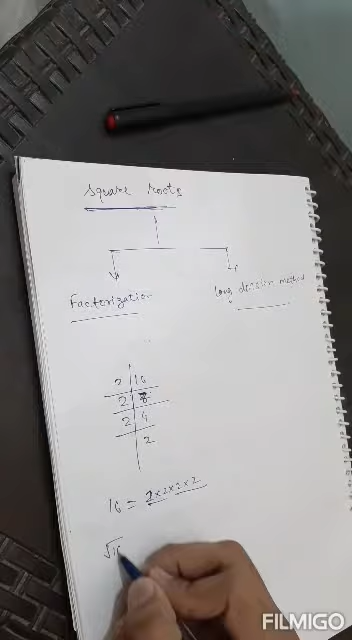 Square Roots
Factorization
long division method
2 | 16
2 | 8
2 | 4
2
16 = 2 × 2 × 2 × 2
√16
FILMIGO